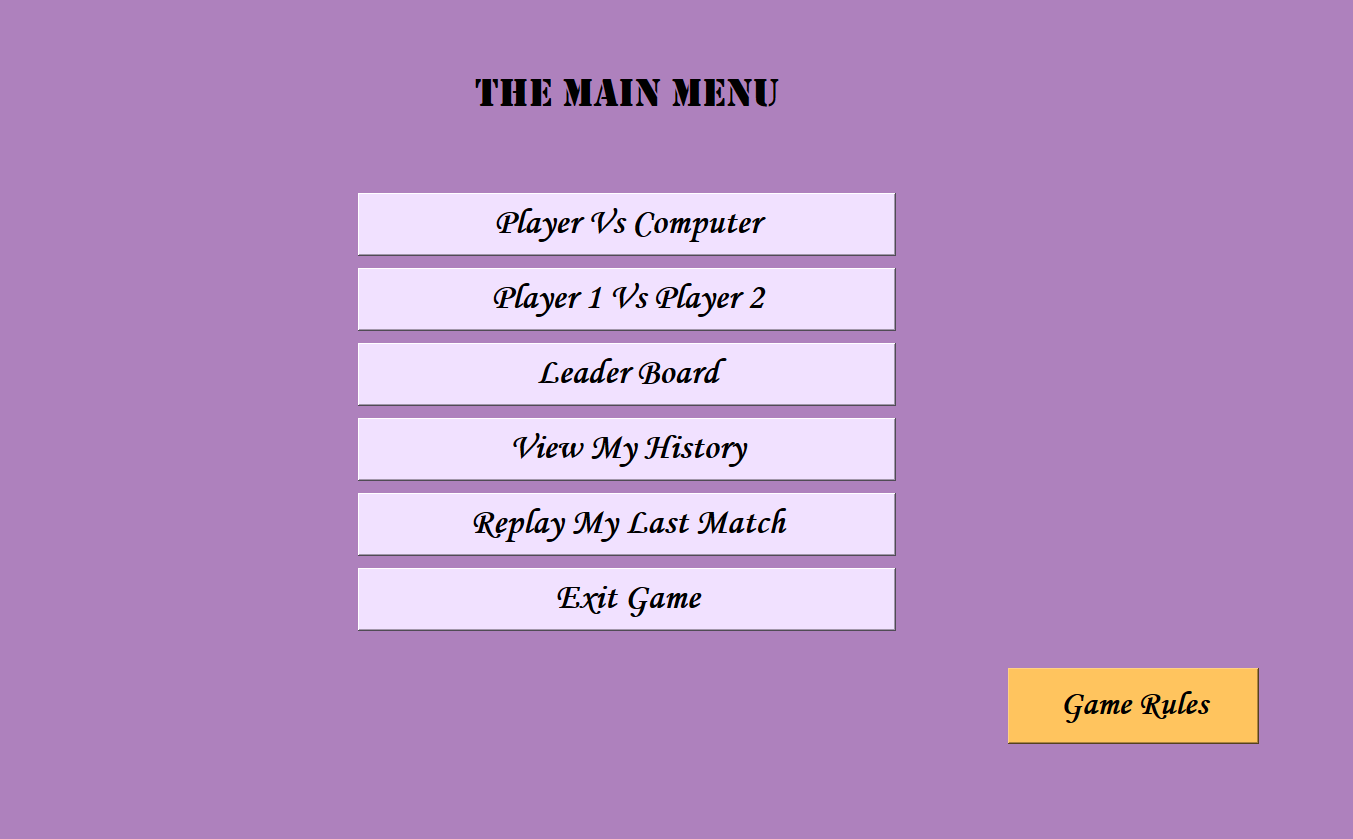 THE MAIN MENU
Player Vs Computer
Player 1 Vs Player 2
Leader Board
View My History
Replay My Last Match
Exit Game
Game Rules